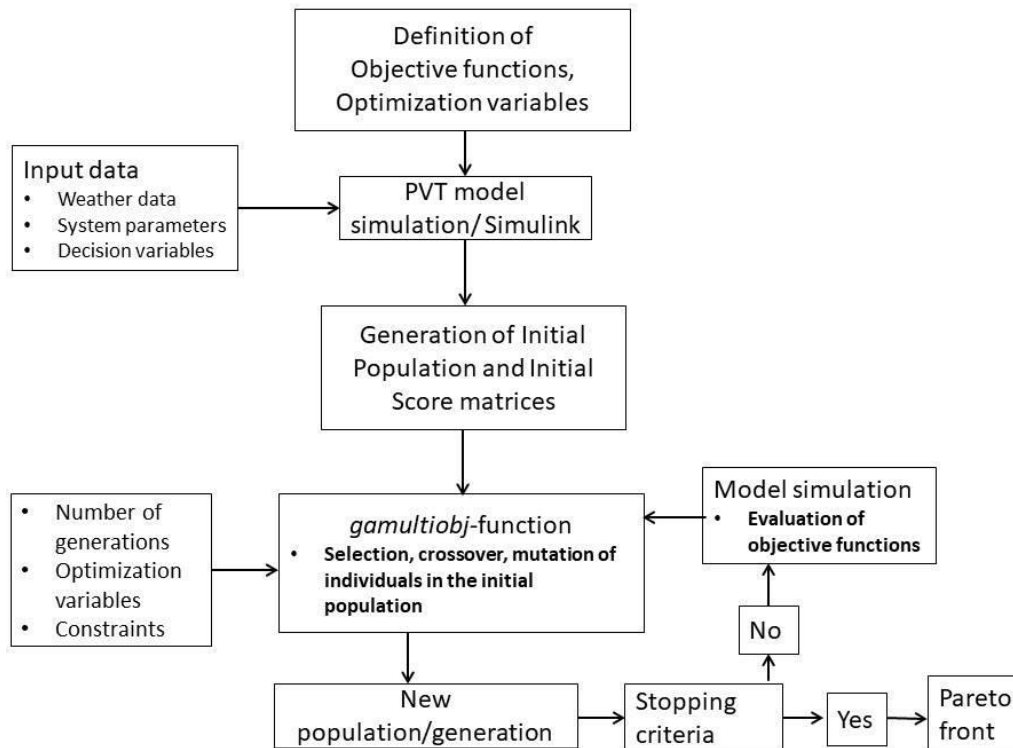 Definition of
Objective functions,
Optimization variables
Input data
• Weather data
• System parameters
• Decision variables
PVT model
simulation/ Simulink
Generation of Initial
Population and Initial
Score matrices
• Number of
generations
• Optimization
variables
• Constraints
gamultiobj-function
• Selection, crossover, mutation of
individuals in the initial
population
Model simulation
• Evaluation of
objective functions
No
New
population/generation
Stopping
criteria
Yes
Pareto
front